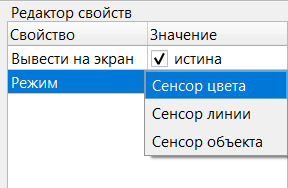 Редактор свойств
Свойство Значение
Вывести на экран истина
Режим Сенсор цвета
Сенсор линии
Сенсор объекта